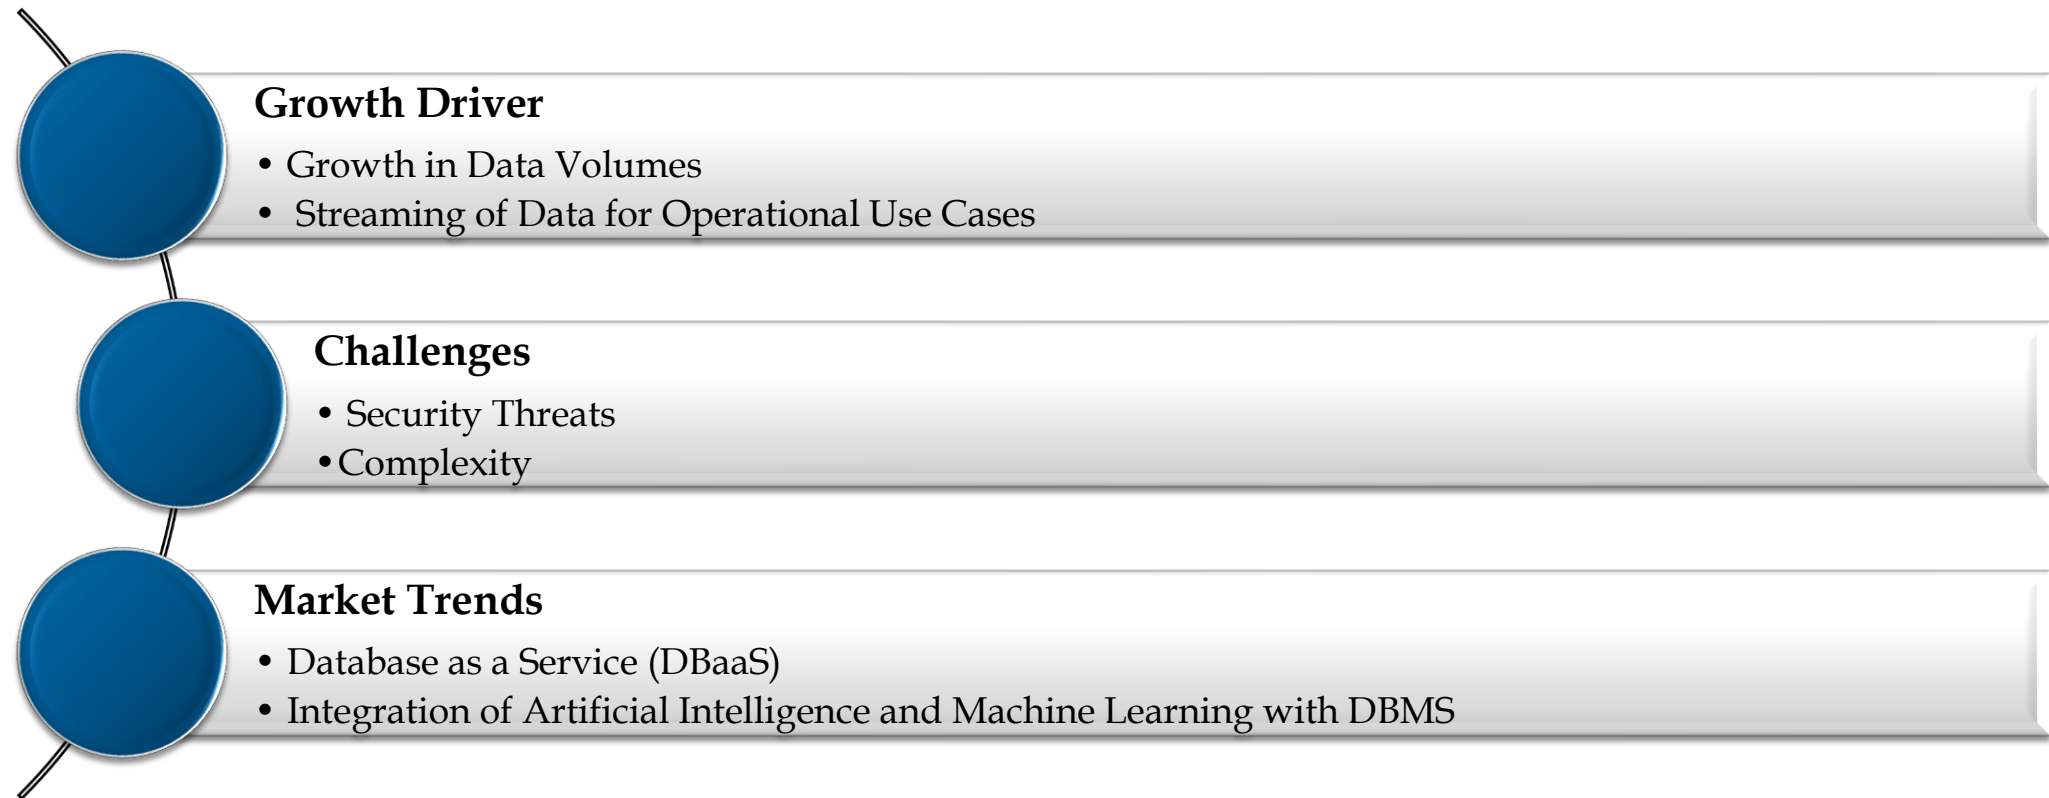 Growth Driver
• Growth in Data Volumes
• Streaming of Data for Operational Use Cases
Challenges
• Security Threats
•Complexity
Market Trends
• Database as a Service (DBaaS)
• Integration of Artificial Intelligence and Machine Learning with DBMS